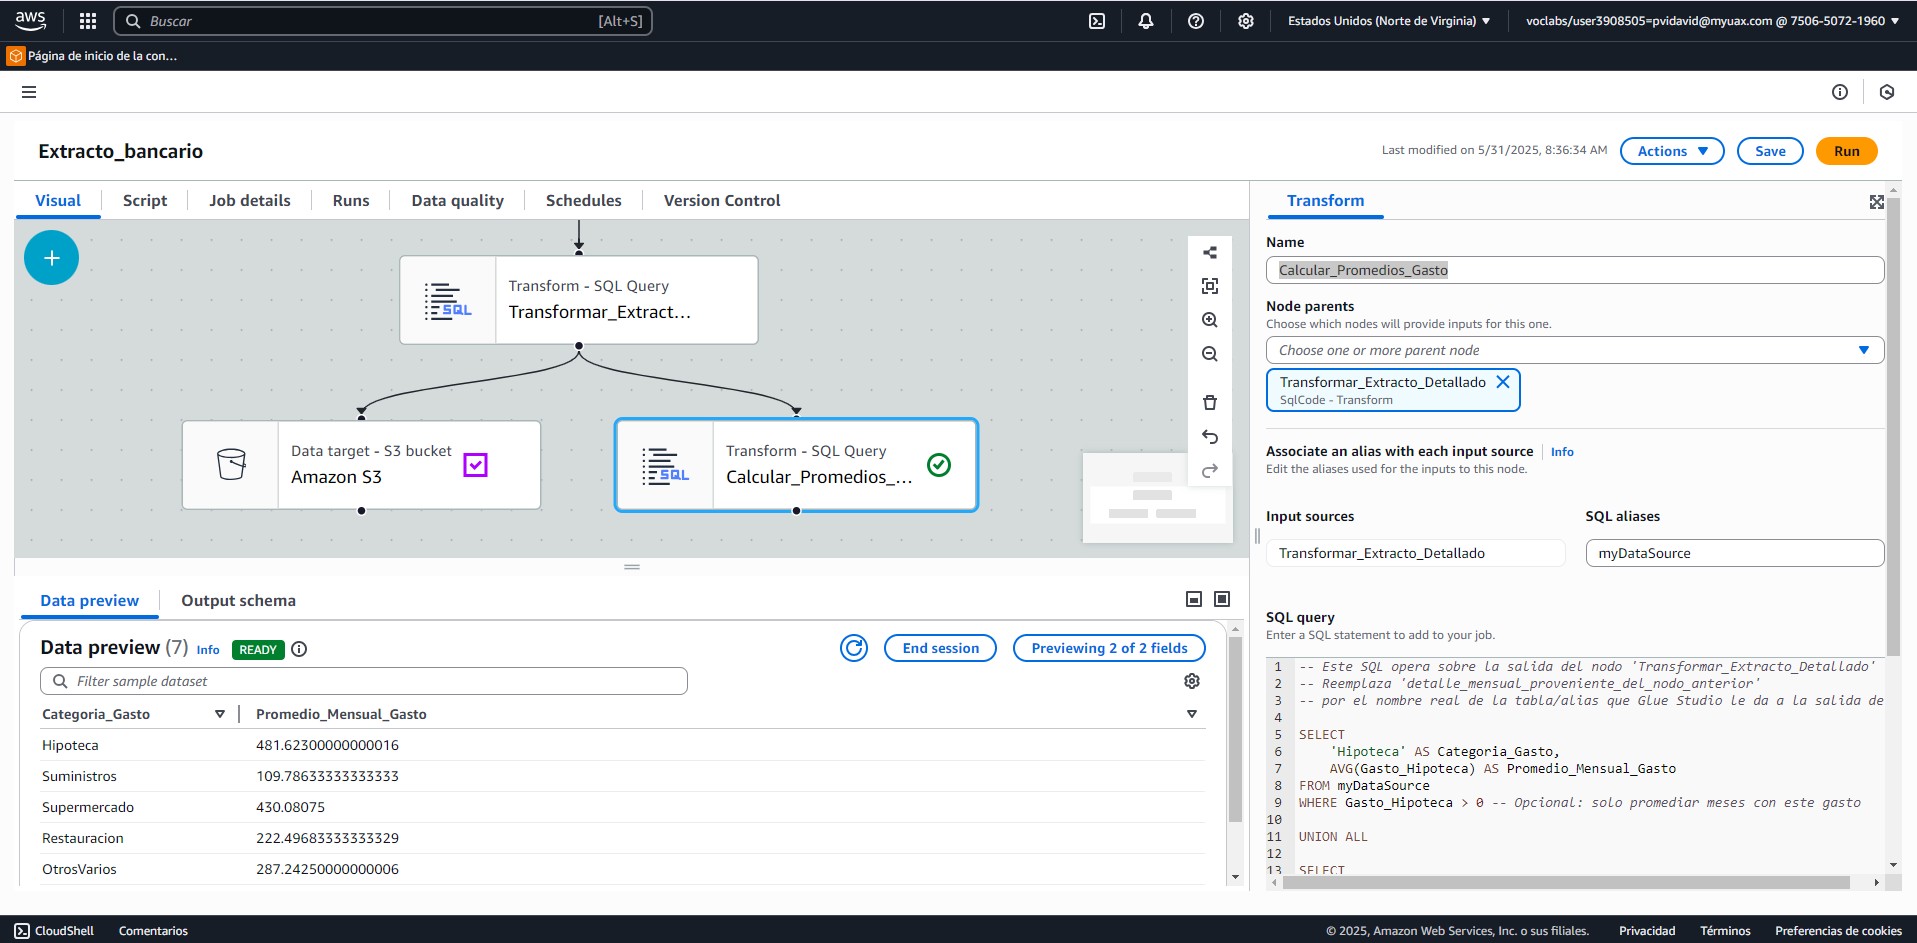 aws
Buscar
[Alt+S]
Estados Unidos (Norte de Virginia)
voclabs/user3908505=pvidavid@myuax.com @ 7506-5072-1960
Página de inicio de la con...
Extracto_bancario
Last modified on 5/31/2025, 8:36:34 AM
Actions
Save
Run
Visual
Script
Job details
Runs
Data quality
Schedules
Version Control
Transform - SQL Query
Transformar_Extract...
SQL
Data target - S3 bucket
Amazon S3
Transform - SQL Query
Calcular_Promedios_...
SQL
Data preview
Output schema
Data preview (7) Info READY
End session
Previewing 2 of 2 fields
Filter sample dataset
Categoria_Gasto Promedio_Mensual_Gasto
Hipoteca 481.62300000000016
Suministros 109.78633333333333
Supermercado 430.08075
Restauracion 222.49683333333329
OtrosVarios 287.24250000000006
Transform
Name
Calcular_Promedios_Gasto
Node parents
Choose which nodes will provide inputs for this one.
Choose one or more parent node
Transformar_Extracto_Detallado
SqlCode - Transform
Associate an alias with each input source Info
Edit the aliases used for the inputs to this node.
Input sources SQL aliases
Transformar_Extracto_Detallado myDataSource
SQL query
Enter a SQL statement to add to your job.
1 -- Este SQL opera sobre la salida del nodo 'Transformar_Extracto_Detallado'
2 -- Reemplaza 'detalle_mensual_proveniente_del_nodo_anterior'
3 -- por el nombre real de la tabla/alias que Glue Studio le da a la salida de
4
5 SELECT
6 'Hipoteca' AS Categoria_Gasto,
7 AVG(Gasto_Hipoteca) AS Promedio_Mensual_Gasto
8 FROM myDataSource
9 WHERE Gasto_Hipoteca > 0 -- Opcional: solo promediar meses con este gasto
10
11 UNION ALL
12
13 SELECT
CloudShell
Comentarios
© 2025, Amazon Web Services, Inc. o sus filiales.
Privacidad
Términos
Preferencias de cookies